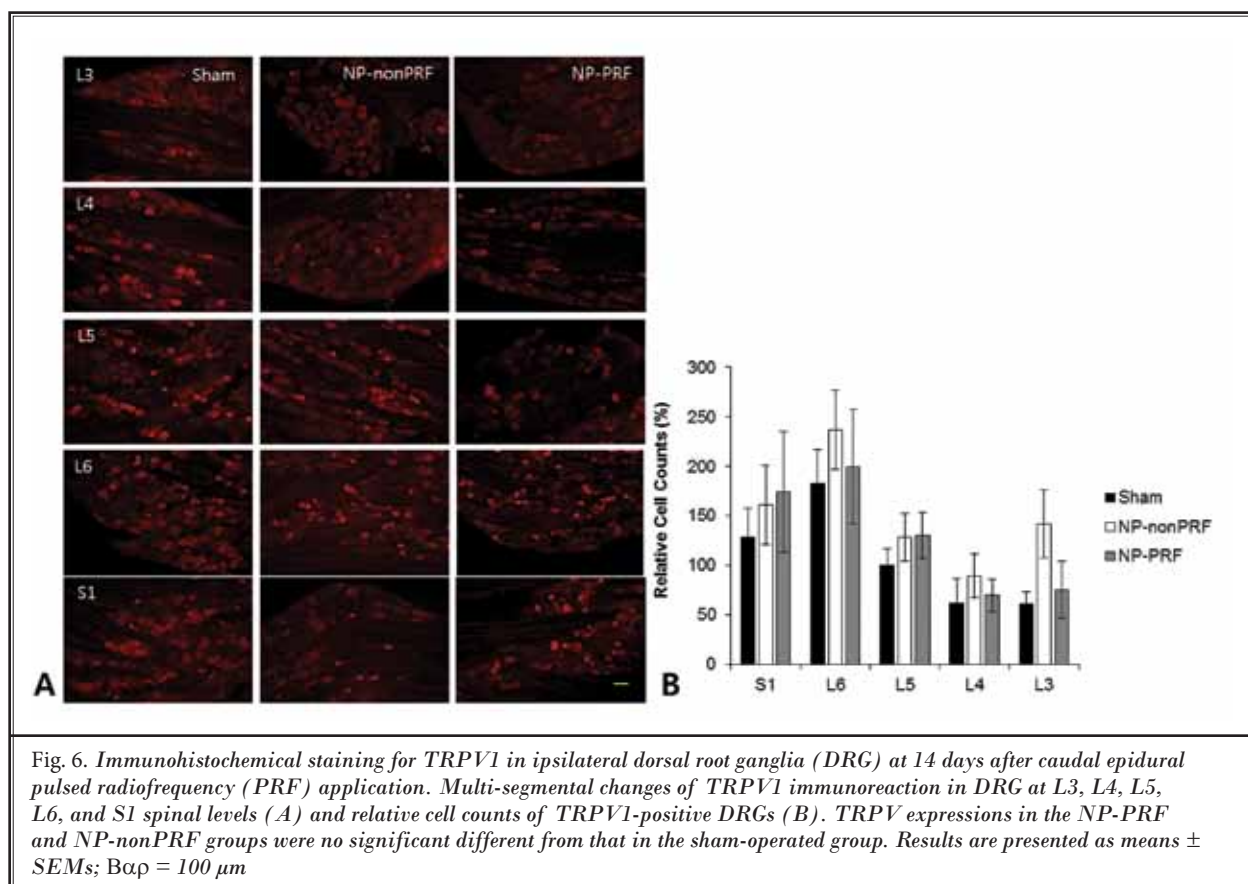 L3
Sham
NP-nonPRF
NP-PRF
L4
L5
L6
S1
A
300
250
200
150
100
50
0
Relative Cell Counts (%)
S1
L6
L5
L4
L3
Sham
NP-nonPRF
NP-PRF
B
Fig. 6. Immunohistochemical staining for TRPV1 in ipsilateral dorsal root ganglia (DRG) at 14 days after caudal epidural
pulsed radiofrequency (PRF) application. Multi-segmental changes of TRPV1 immunoreaction in DRG at L3, L4, L5,
L6, and S1 spinal levels (A) and relative cell counts of TRPV1-positive DRGs (B). TRPV expressions in the NP-PRF
and NP-nonPRF groups were no significant different from that in the sham-operated group. Results are presented as means ±
SEMs; Bαρ = 100 μm